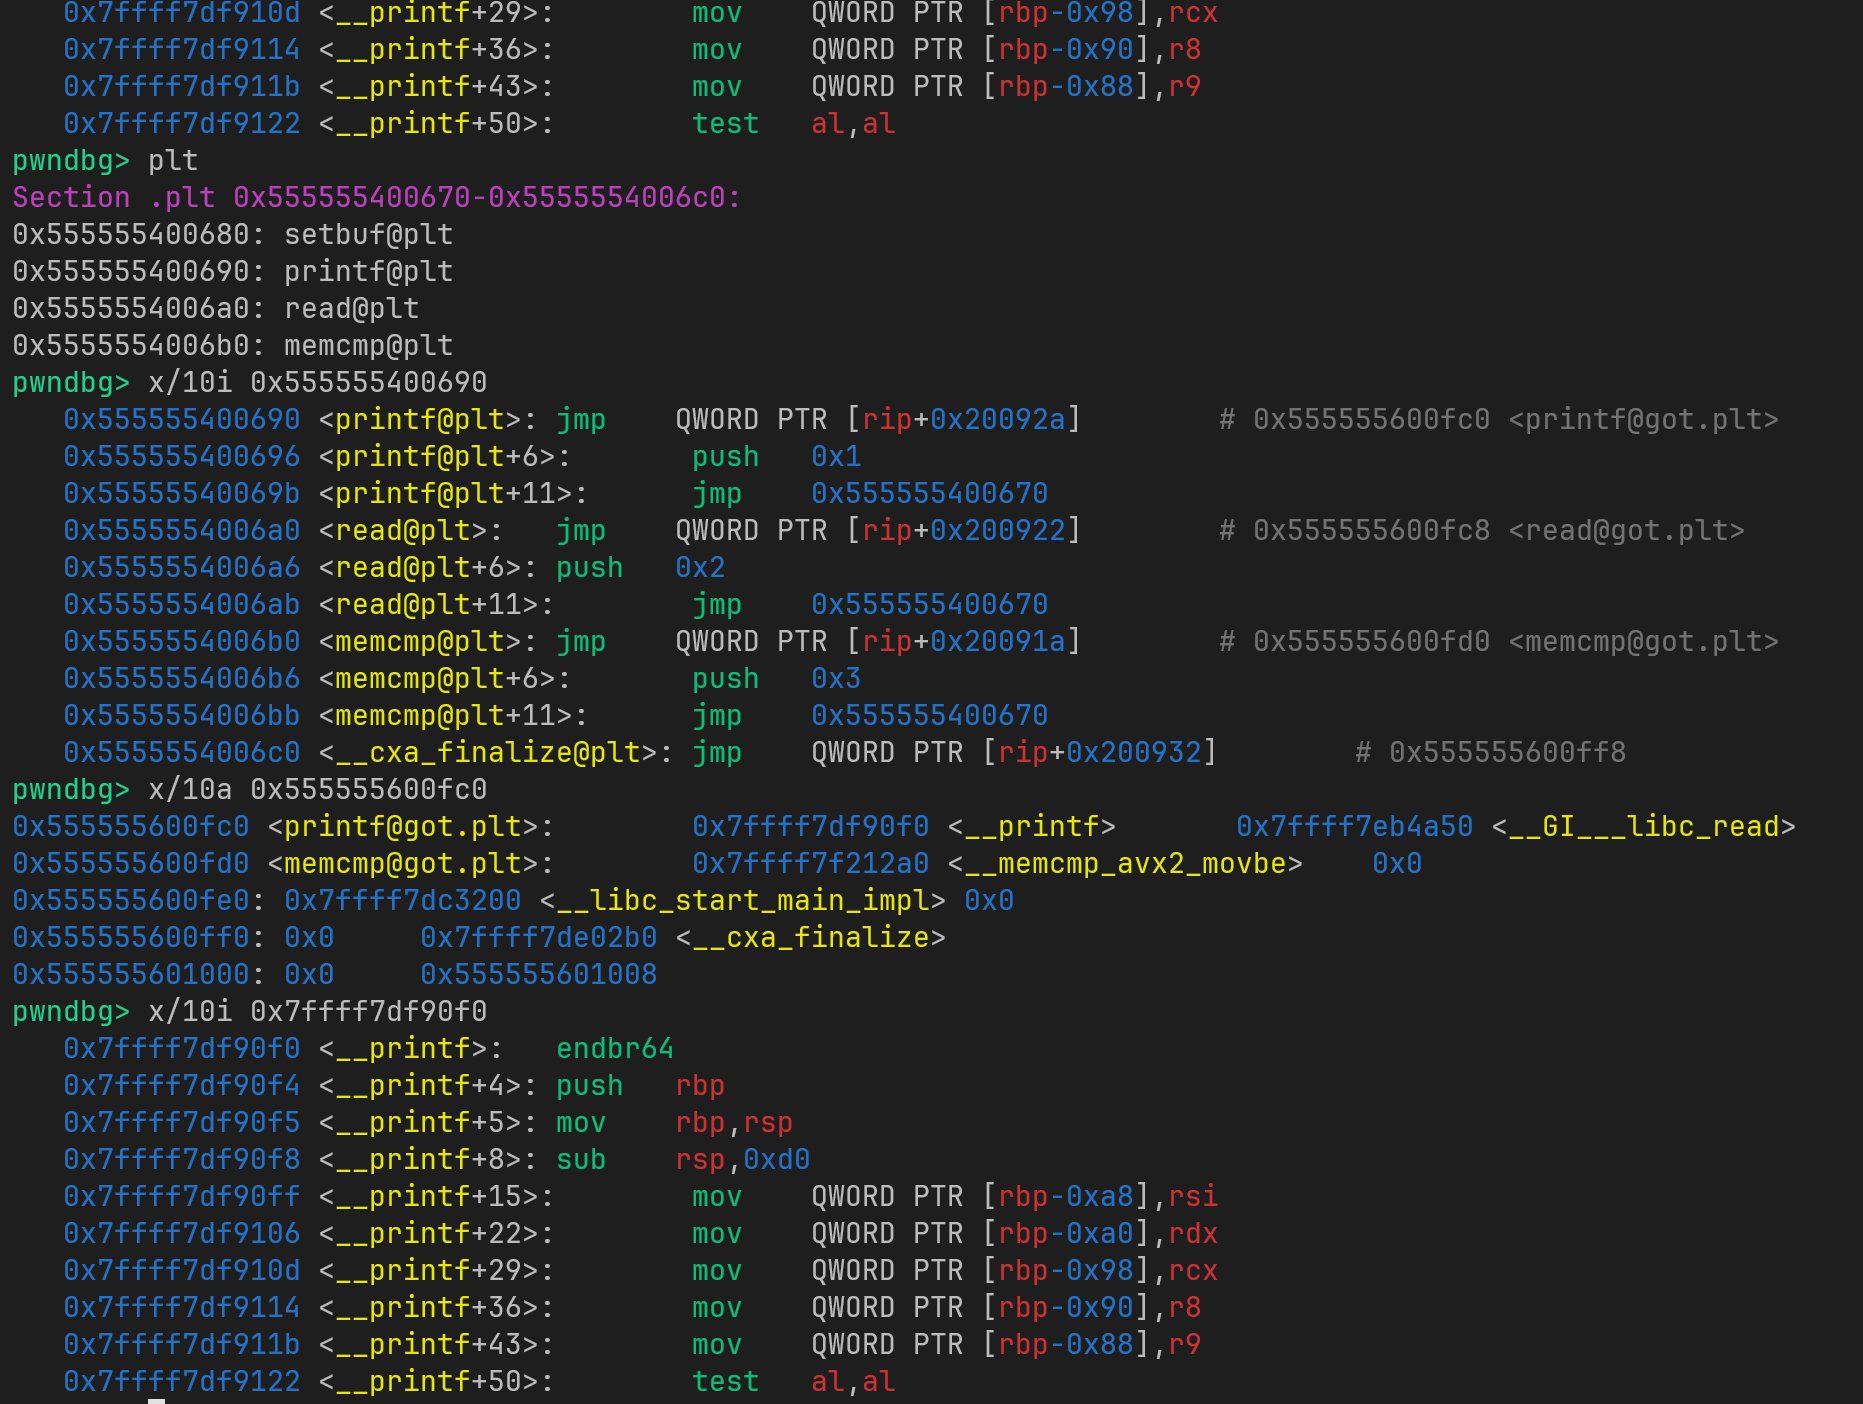 0x7ffff7df910d <__printf+29>: mov QWORD PTR [rbp-0x98],rcx
0x7ffff7df9114 <__printf+36>: mov QWORD PTR [rbp-0x90],r8
0x7ffff7df911b <__printf+43>: mov QWORD PTR [rbp-0x88],r9
0x7ffff7df9122 <__printf+50>: test al,al
pwndbg> plt
Section .plt 0x555555400670-0x5555554006c0:
0x555555400680: setbuf@plt
0x555555400690: printf@plt
0x5555554006a0: read@plt
0x5555554006b0: memcmp@plt
pwndbg> x/10i 0x555555400690
0x555555400690 <printf@plt>: jmp QWORD PTR [rip+0x20092a] # 0x555555600fc0 <printf@got.plt>
0x555555400696 <printf@plt+6>: push 0x1
0x55555540069b <printf@plt+11>: jmp 0x555555400670
0x5555554006a0 <read@plt>: jmp QWORD PTR [rip+0x200922] # 0x555555600fc8 <read@got.plt>
0x5555554006a6 <read@plt+6>: push 0x2
0x5555554006ab <read@plt+11>: jmp 0x555555400670
0x5555554006b0 <memcmp@plt>: jmp QWORD PTR [rip+0x20091a] # 0x555555600fd0 <memcmp@got.plt>
0x5555554006b6 <memcmp@plt+6>: push 0x3
0x5555554006bb <memcmp@plt+11>: jmp 0x555555400670
0x5555554006c0 <__cxa_finalize@plt>: jmp QWORD PTR [rip+0x200932] # 0x555555600ff8
pwndbg> x/10a 0x555555600fc0
0x555555600fc0 <printf@got.plt>: 0x7ffff7df90f0 <__printf> 0x7ffff7eb4a50 <__GI___libc_read>
0x555555600fd0 <memcmp@got.plt>: 0x7ffff7f212a0 <__memcmp_avx2_movbe> 0x0
0x555555600fe0: 0x7ffff7dc3200 <__libc_start_main_impl> 0x0
0x555555600ff0: 0x0 0x7ffff7de02b0 <__cxa_finalize>
0x555555601000: 0x0 0x555555601008
pwndbg> x/10i 0x7ffff7df90f0
0x7ffff7df90f0 <__printf>: endbr64
0x7ffff7df90f4 <__printf+4>: push rbp
0x7ffff7df90f5 <__printf+5>: mov rbp,rsp
0x7ffff7df90f8 <__printf+8>: sub rsp,0xd0
0x7ffff7df90ff <__printf+15>: mov QWORD PTR [rbp-0xa8],rsi
0x7ffff7df9106 <__printf+22>: mov QWORD PTR [rbp-0xa0],rdx
0x7ffff7df910d <__printf+29>: mov QWORD PTR [rbp-0x98],rcx
0x7ffff7df9114 <__printf+36>: mov QWORD PTR [rbp-0x90],r8
0x7ffff7df911b <__printf+43>: mov QWORD PTR [rbp-0x88],r9
0x7ffff7df9122 <__printf+50>: test al,al